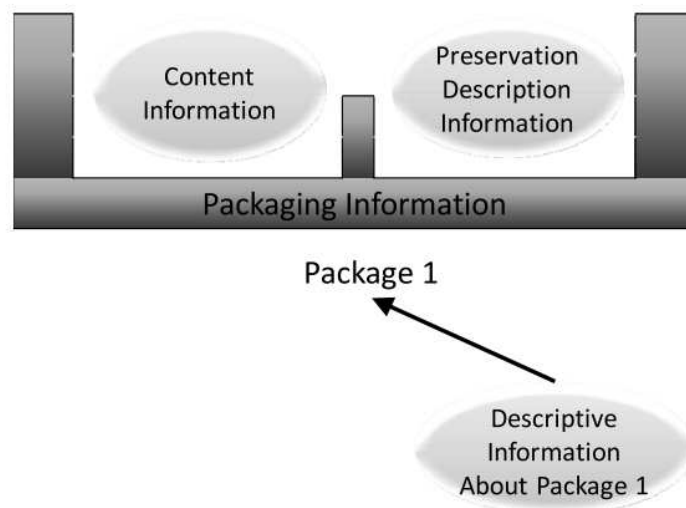 Content
Information
Preservation
Description
Information
Packaging Information
Package 1
Descriptive
Information
About Package 1